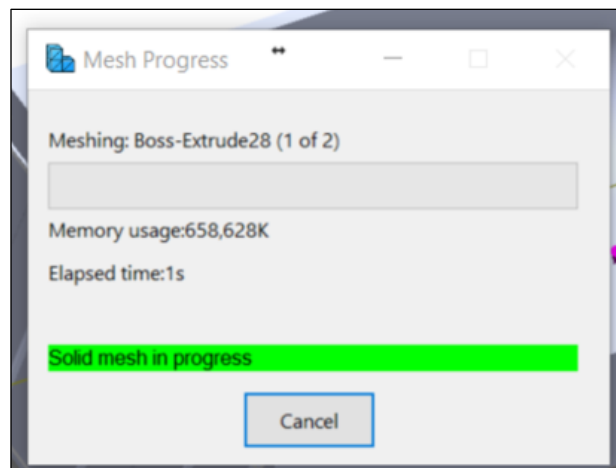 Mesh Progress
Meshing: Boss-Extrude28 (1 of 2)
Memory usage:658,628K
Elapsed time:1s
Solid mesh in progress
Cancel